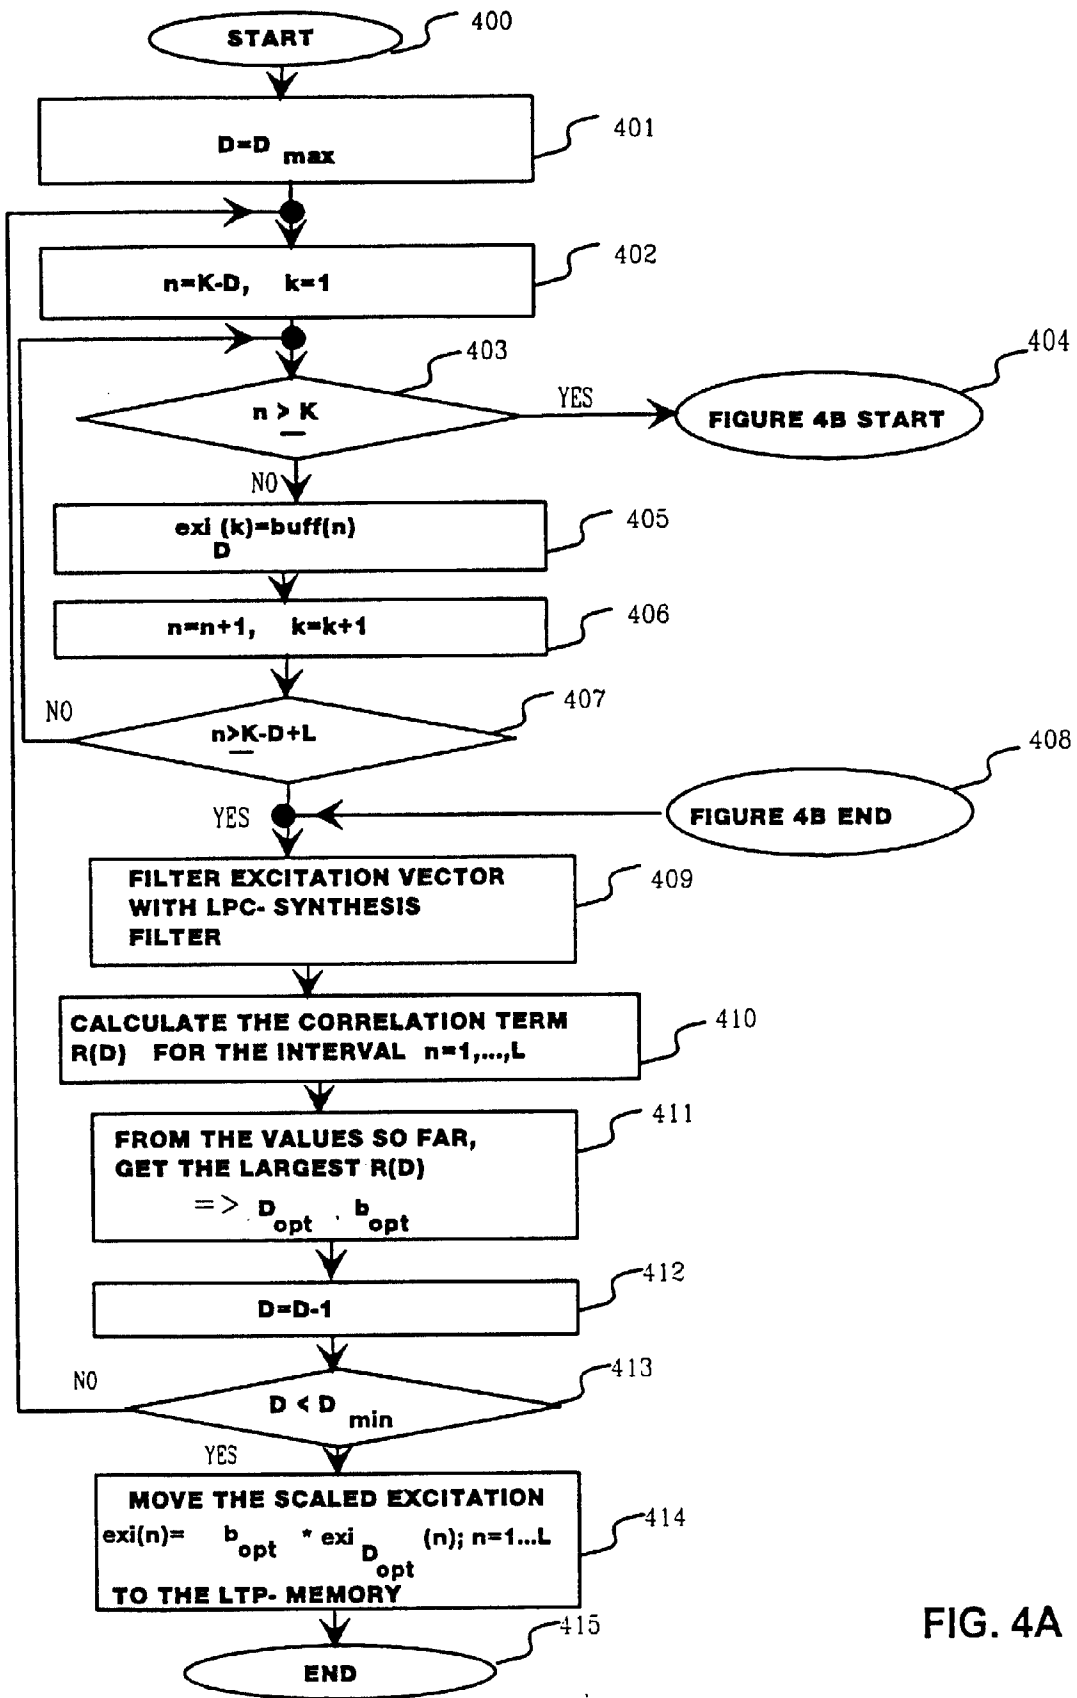 START
400
D=D max
401
n=K-D, k=1
402
n ≥ K
403
YES
FIGURE 4B START
404
NO
exi D (k)=buff(n)
405
n=n+1, k=k+1
406
NO
n≥K-D+L
407
YES
FIGURE 4B END
408
FILTER EXCITATION VECTOR
WITH LPC- SYNTHESIS
FILTER
409
CALCULATE THE CORRELATION TERM
R(D) FOR THE INTERVAL n=1,...,L
410
FROM THE VALUES SO FAR,
GET THE LARGEST R(D)
=> D opt , b opt
411
D=D-1
412
NO
D < D min
413
YES
MOVE THE SCALED EXCITATION
exi(n)= b opt * exi D opt (n); n=1...L
TO THE LTP- MEMORY
414
END
415
FIG. 4A